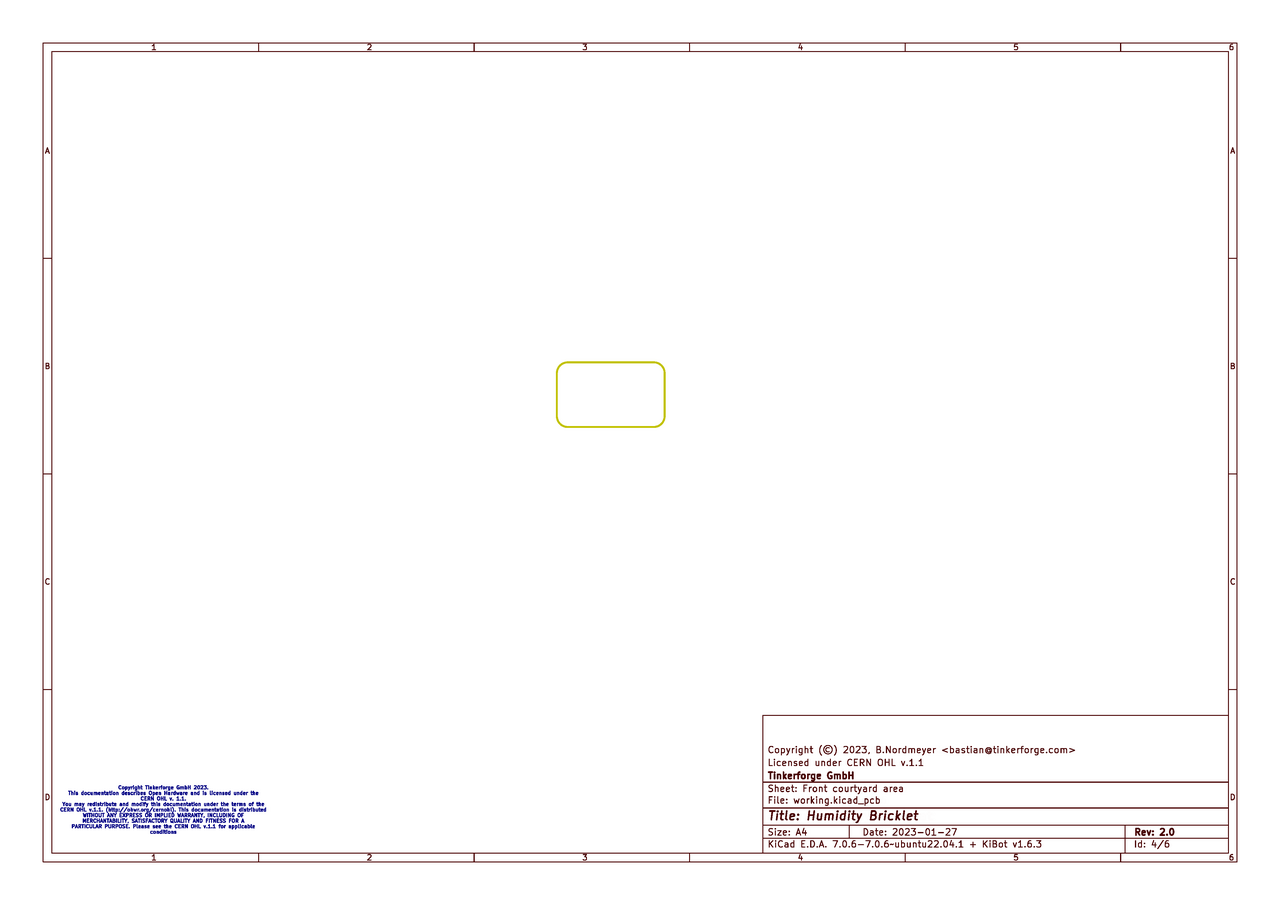 1 2 3 4 5 6
A A
B B
C C
Copyright (©) 2023, B.Nordmeyer <bastian@tinkerforge.com>
Licensed under CERN OHL v.1.1
Tinkerforge GmbH
Sheet: Front courtyard area
File: working.kicad_pcb
Title: Humidity Bricklet
Size: A4 Date: 2023-01-27 Rev: 2.0
KiCad E.D.A. 7.0.6-7.0.6~ubuntu22.04.1 + KiBot v1.6.3 Id: 4/6
Copyright Tinkerforge GmbH 2023.
This documentation describes Open Hardware and is licensed under the
CERN OHL v. 1.1.
You may redistribute and modify this documentation under the terms of the
CERN OHL v.1.1. (http://ohwr.org/cernohl). This documentation is distributed
WITHOUT ANY EXPRESS OR IMPLIED WARRANTY, INCLUDING OF
MERCHANTABILITY, SATISFACTORY QUALITY AND FITNESS FOR A
PARTICULAR PURPOSE. Please see the CERN OHL v.1.1 for applicable
conditions
D D
1 2 3 4 5 6